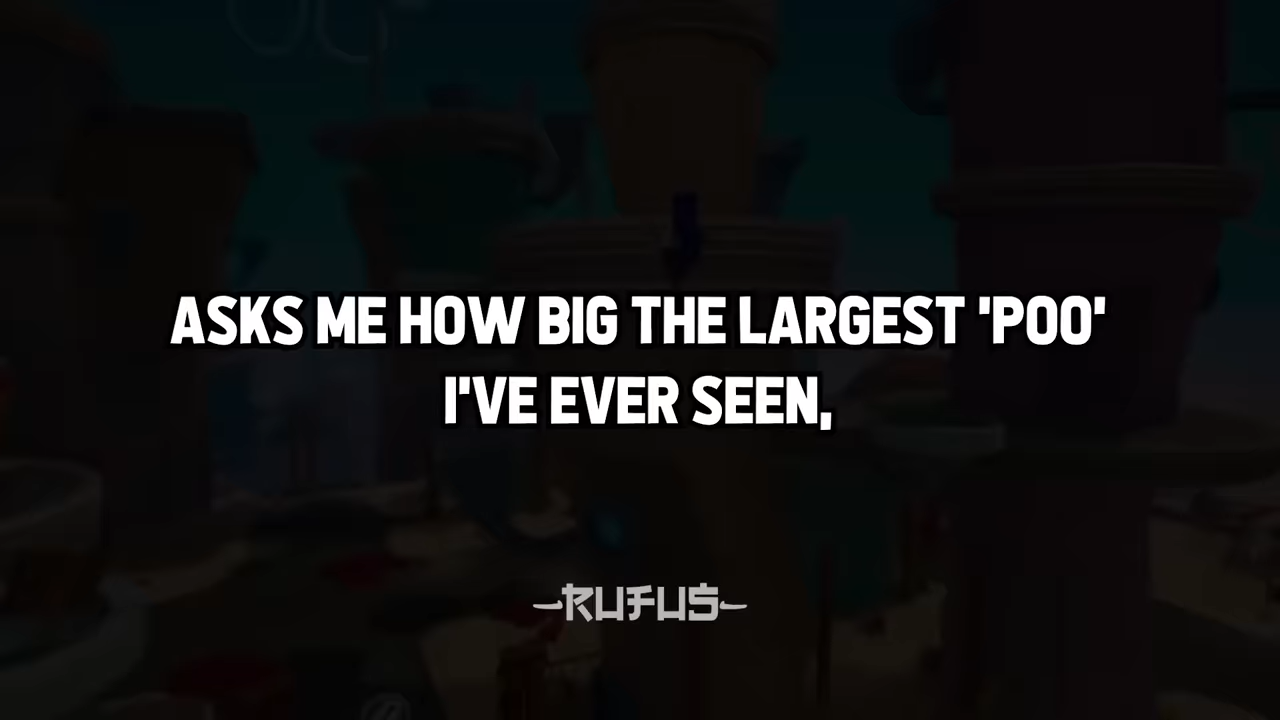 ASKS ME HOW BIG THE LARGEST 'POO'
I'VE EVER SEEN,
-RUFUS-